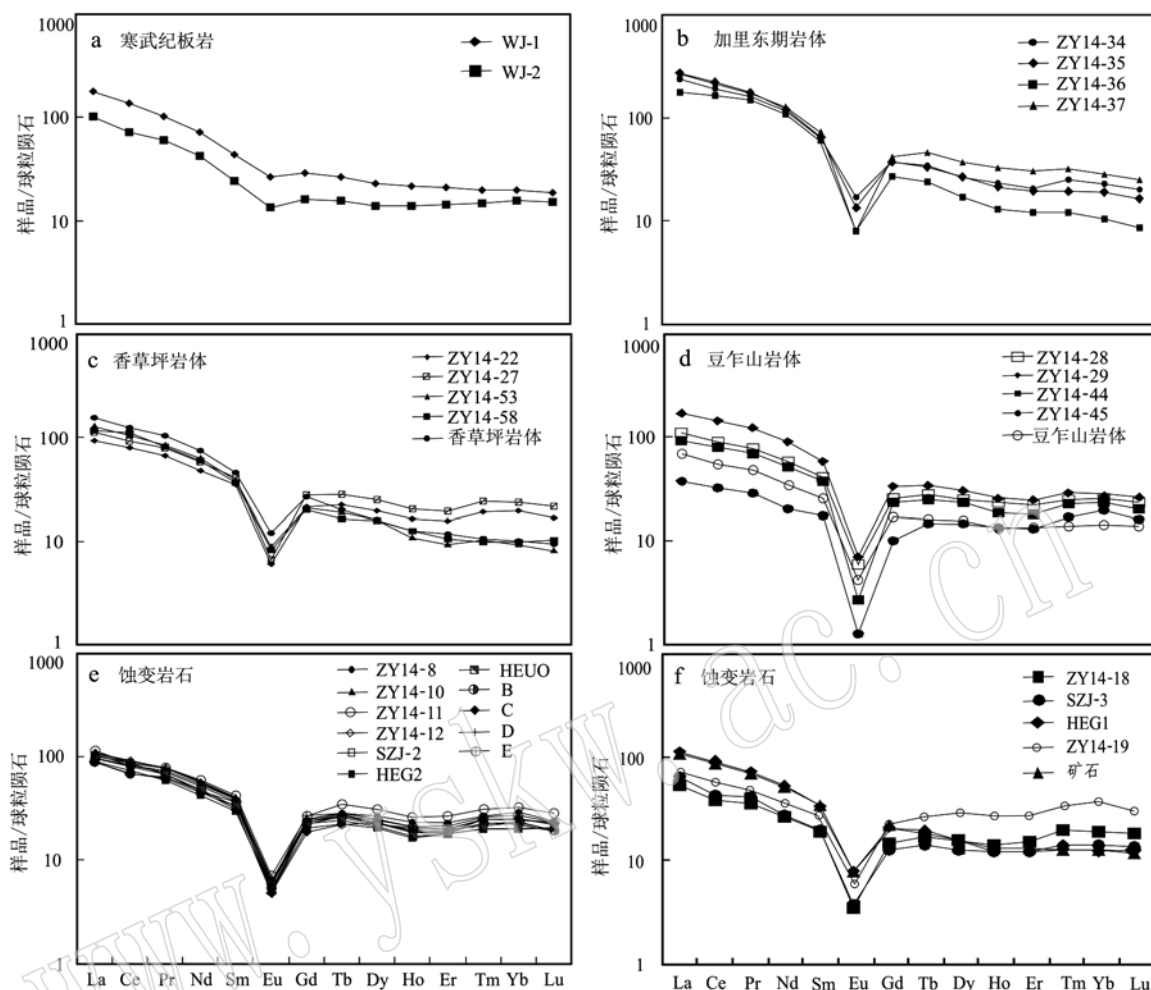 1000
100
10
1
样品/球粒陨石
a 寒武纪板岩
WJ-1
WJ-2
1000
100
10
1
样品/球粒陨石
b 加里东期岩体
ZY14-34
ZY14-35
ZY14-36
ZY14-37
1000
100
10
1
样品/球粒陨石
c 香草坪岩体
ZY14-22
ZY14-27
ZY14-53
ZY14-58
香草坪岩体
1000
100
10
1
样品/球粒陨石
d 豆乍山岩体
ZY14-28
ZY14-29
ZY14-44
ZY14-45
豆乍山岩体
1000
100
10
1
样品/球粒陨石
e 蚀变岩石
ZY14-8
ZY14-10
ZY14-11
ZY14-12
SZJ-2
HEG2
HEUO
B
C
D
E
La Ce Pr Nd Sm Eu Gd Tb Dy Ho Er Tm Yb Lu
1000
100
10
1
样品/球粒陨石
f 蚀变岩石
ZY14-18
SZJ-3
HEG1
ZY14-19
矿石
La Ce Pr Nd Sm Eu Gd Tb Dy Ho Er Tm Yb Lu
www.yskw.ac.cn